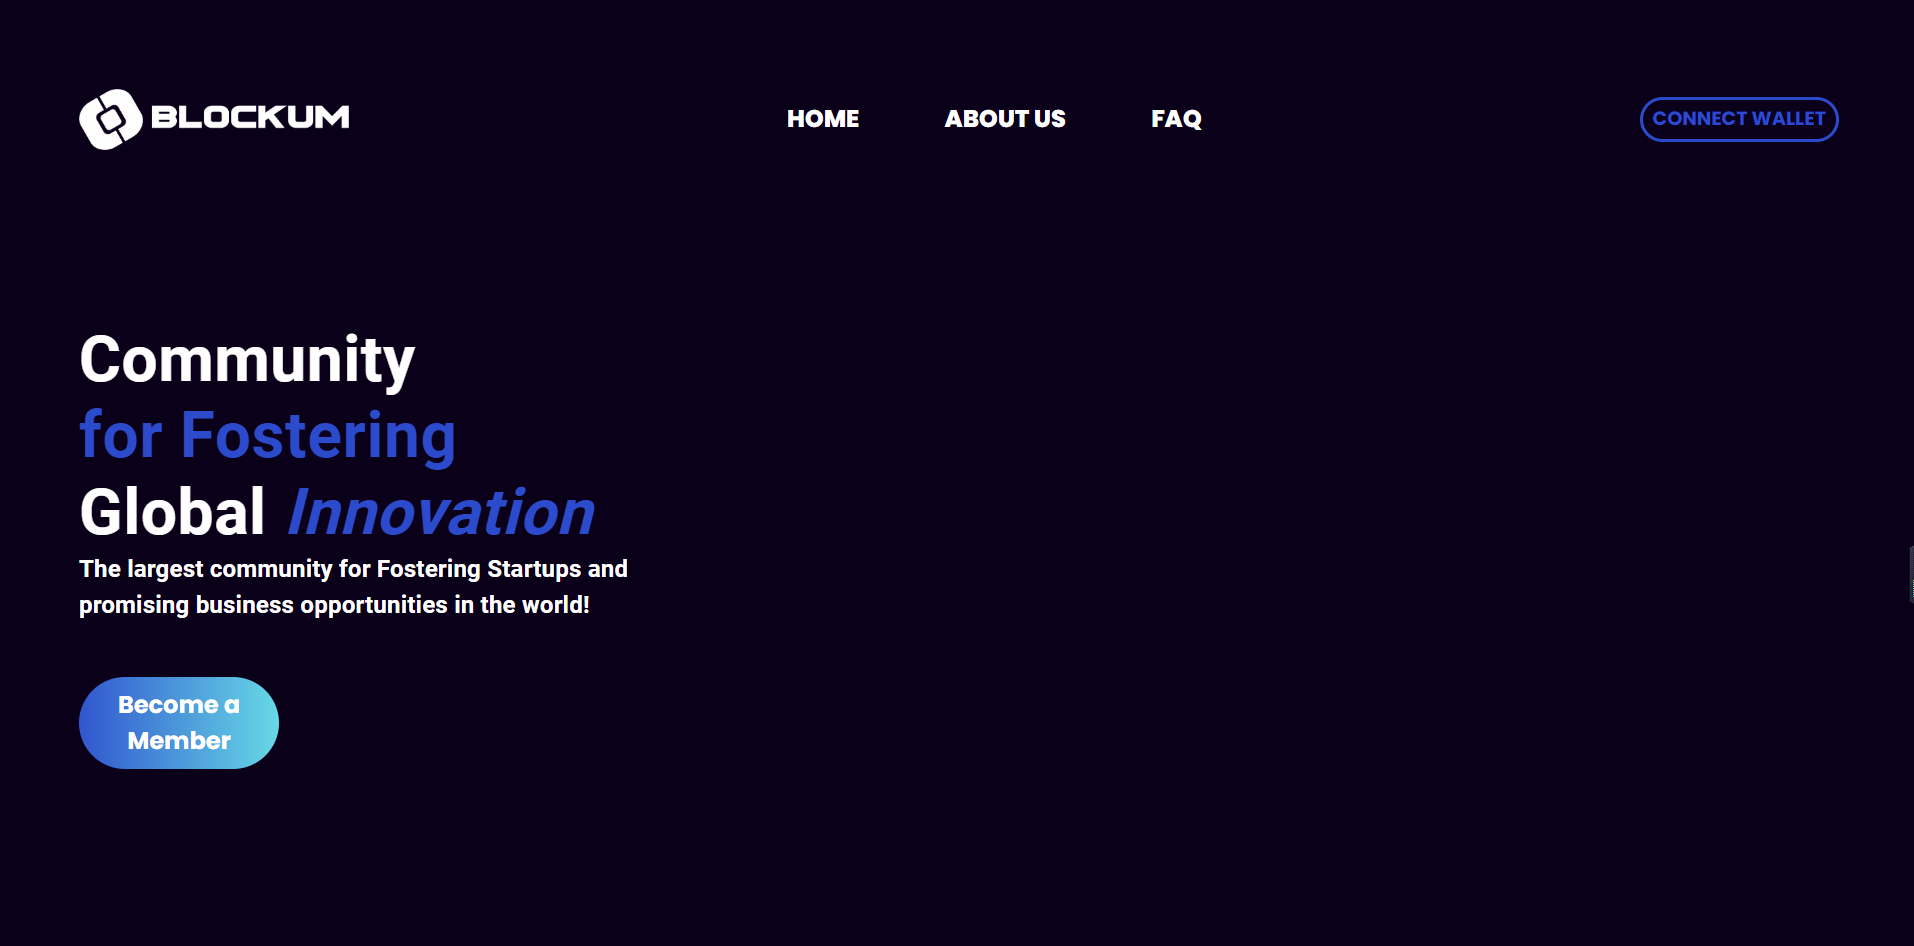 BLOCKUM
HOME
ABOUT US
FAQ
CONNECT WALLET
Community
for Fostering
Global Innovation
The largest community for Fostering Startups and
promising business opportunities in the world!
Become a
Member